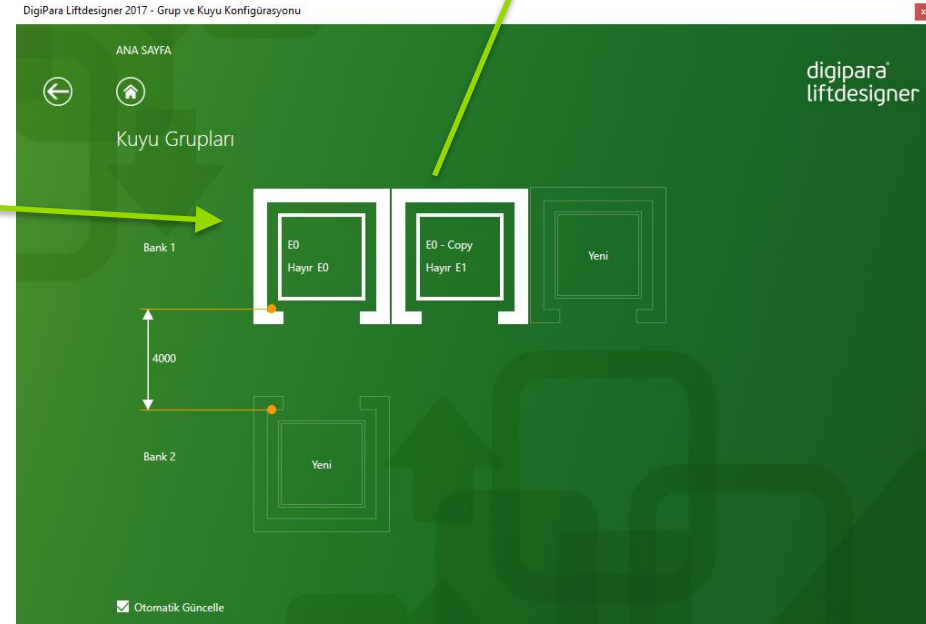 DigiPara Liftdesigner 2017 - Grup ve Kuyu Konfigürasyonu
x
ANA SAYFA
digipara®
liftdesigner
Kuyu Grupları
Bank 1
E0
Hayır E0
E0 - Copy
Hayır E1
Yeni
4000
Bank 2
Yeni
Otomatik Güncelle